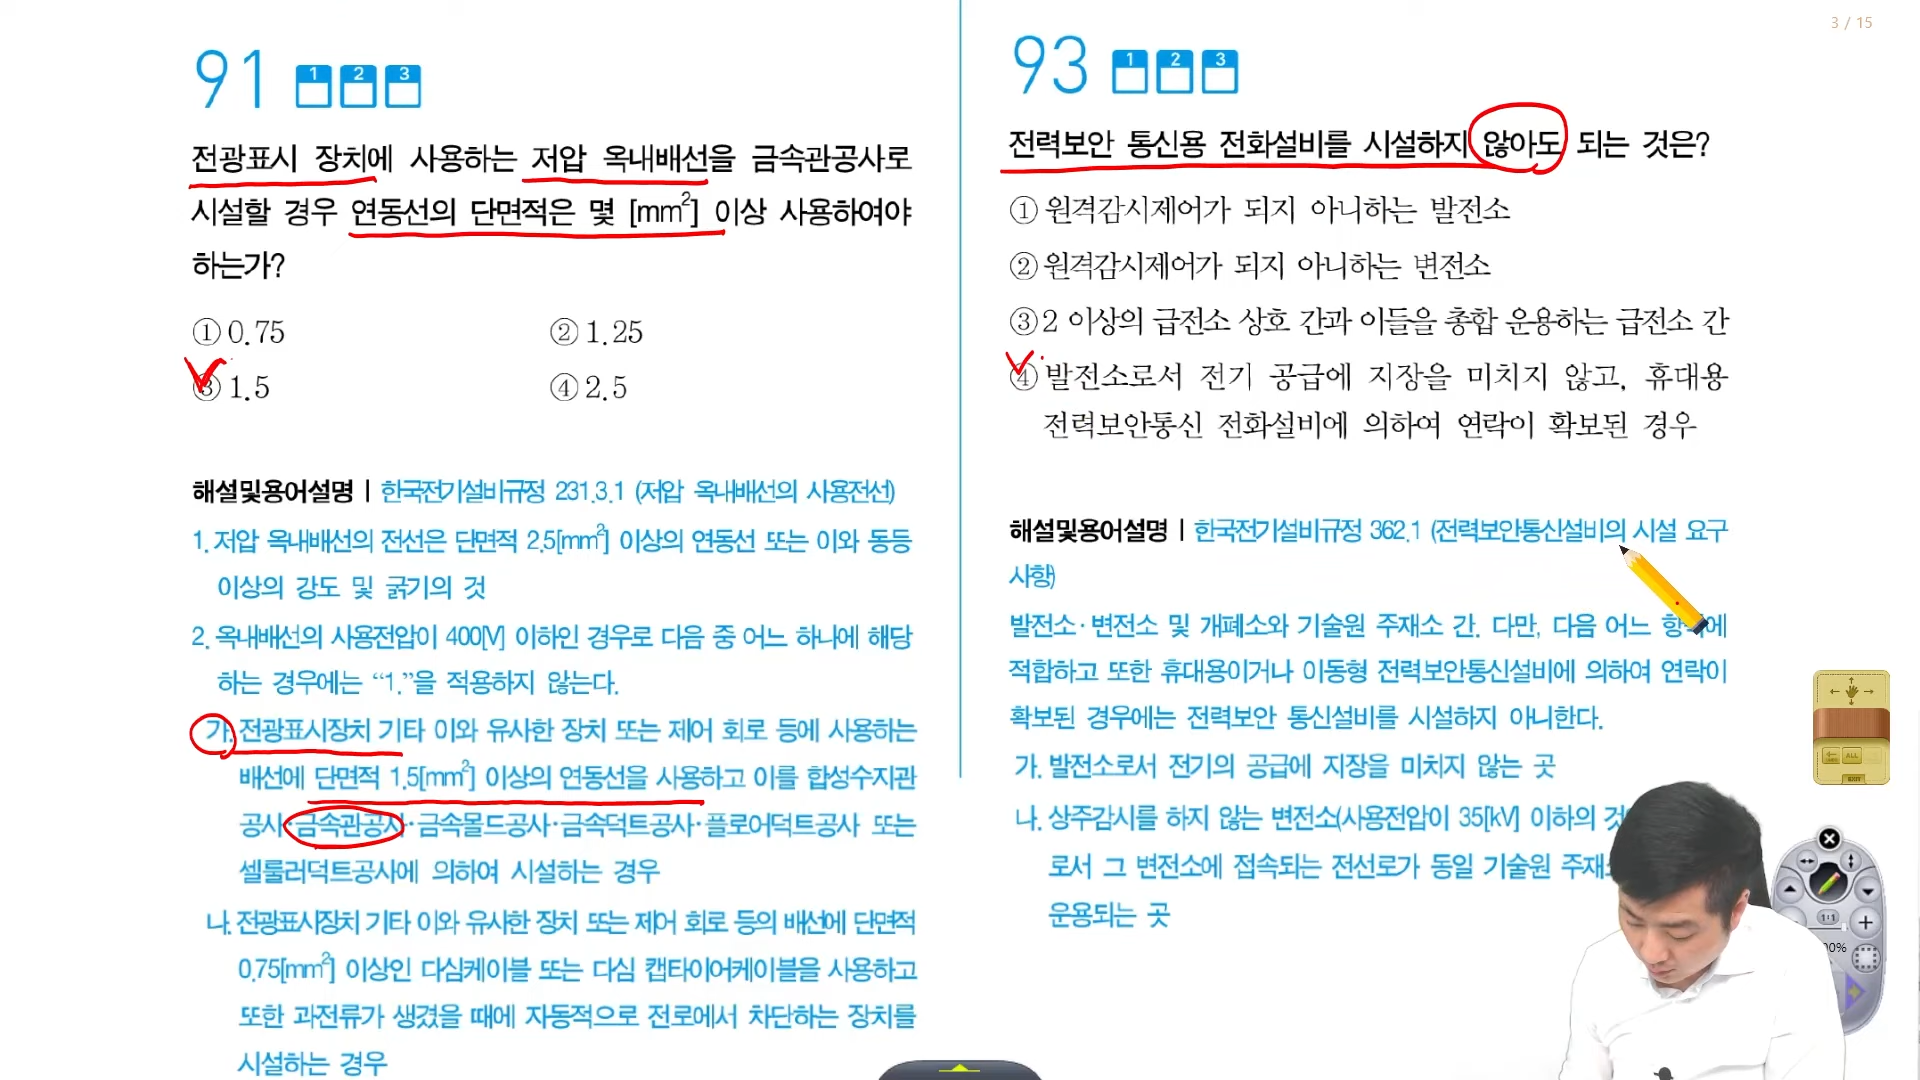 3 / 15
91 1 2 3
전광표시 장치에 사용하는 저압 옥내배선을 금속관공사로
시설할 경우 연동선의 단면적은 몇 [mm²] 이상 사용하여야
하는가?
① 0.75 ② 1.25
③ 1.5 ④ 2.5
해설및용어설명 | 한국전기설비규정 231.3.1 (저압 옥내배선의 사용전선)
1. 저압 옥내배선의 전선은 단면적 2.5[mm²] 이상의 연동선 또는 이와 동등
이상의 강도 및 굵기의 것
2. 옥내배선의 사용전압이 400[V] 이하인 경우로 다음 중 어느 하나에 해당
하는 경우에는 “1.”을 적용하지 않는다.
가. 전광표시장치 기타 이와 유사한 장치 또는 제어 회로 등에 사용하는
배선에 단면적 1.5[mm²] 이상의 연동선을 사용하고 이를 합성수지관
공사·금속관공사·금속몰드공사·금속덕트공사·플로어덕트공사 또는
셀룰러덕트공사에 의하여 시설하는 경우
나. 전광표시장치 기타 이와 유사한 장치 또는 제어 회로 등의 배선에 단면적
0.75[mm²] 이상인 다심케이블 또는 다심 캡타이어케이블을 사용하고
또한 과전류가 생겼을 때에 자동적으로 전로에서 차단하는 장치를
시설하는 경우
93 1 2 3
전력보안 통신용 전화설비를 시설하지 않아도 되는 것은?
① 원격감시제어가 되지 아니하는 발전소
② 원격감시제어가 되지 아니하는 변전소
③ 2 이상의 급전소 상호 간과 이들을 총합 운용하는 급전소 간
④ 발전소로서 전기 공급에 지장을 미치지 않고, 휴대용
전력보안통신 전화설비에 의하여 연락이 확보된 경우
해설및용어설명 | 한국전기설비규정 362.1 (전력보안통신설비의 시설 요구
사항)
발전소·변전소 및 개폐소와 기술원 주재소 간. 다만, 다음 어느 에
적합하고 또한 휴대용이거나 이동형 전력보안통신설비에 의하여 연락이
확보된 경우에는 전력보안 통신설비를 시설하지 아니한다.
가. 발전소로서 전기의 공급에 지장을 미치지 않는 곳
나. 상주감시를 하지 않는 변전소(사용전압이 35[kV] 이하의
로서 그 변전소에 접속되는 전선로가 동일 기술원
운용되는 곳
ALL
EXIT
1:1